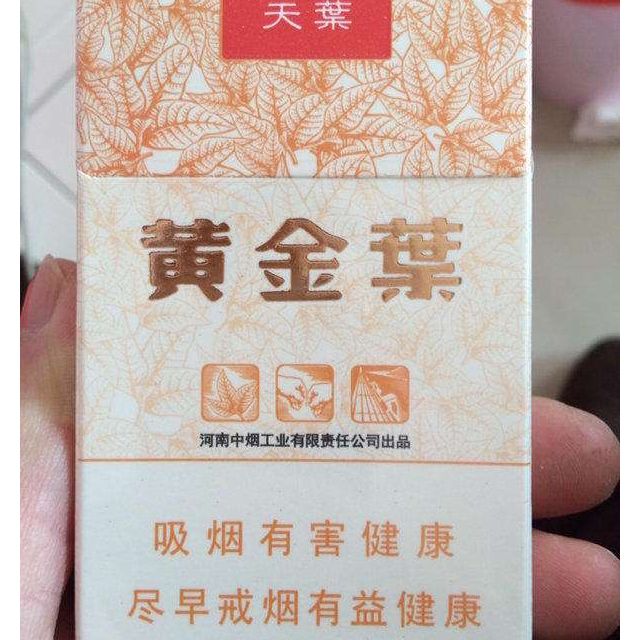 天葉
黄金葉
河南中烟工业有限责任公司出品
吸烟有害健康
尽早戒烟有益健康